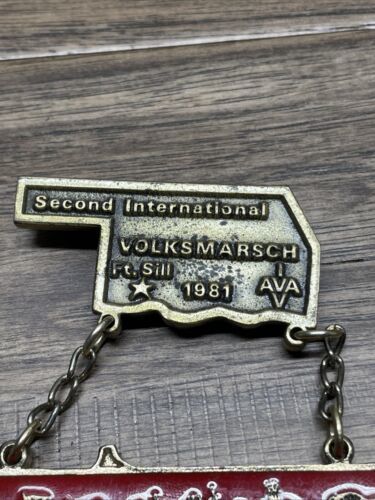 Second International
VOLKSMARSCH
Ft. Sill
1981
AVA